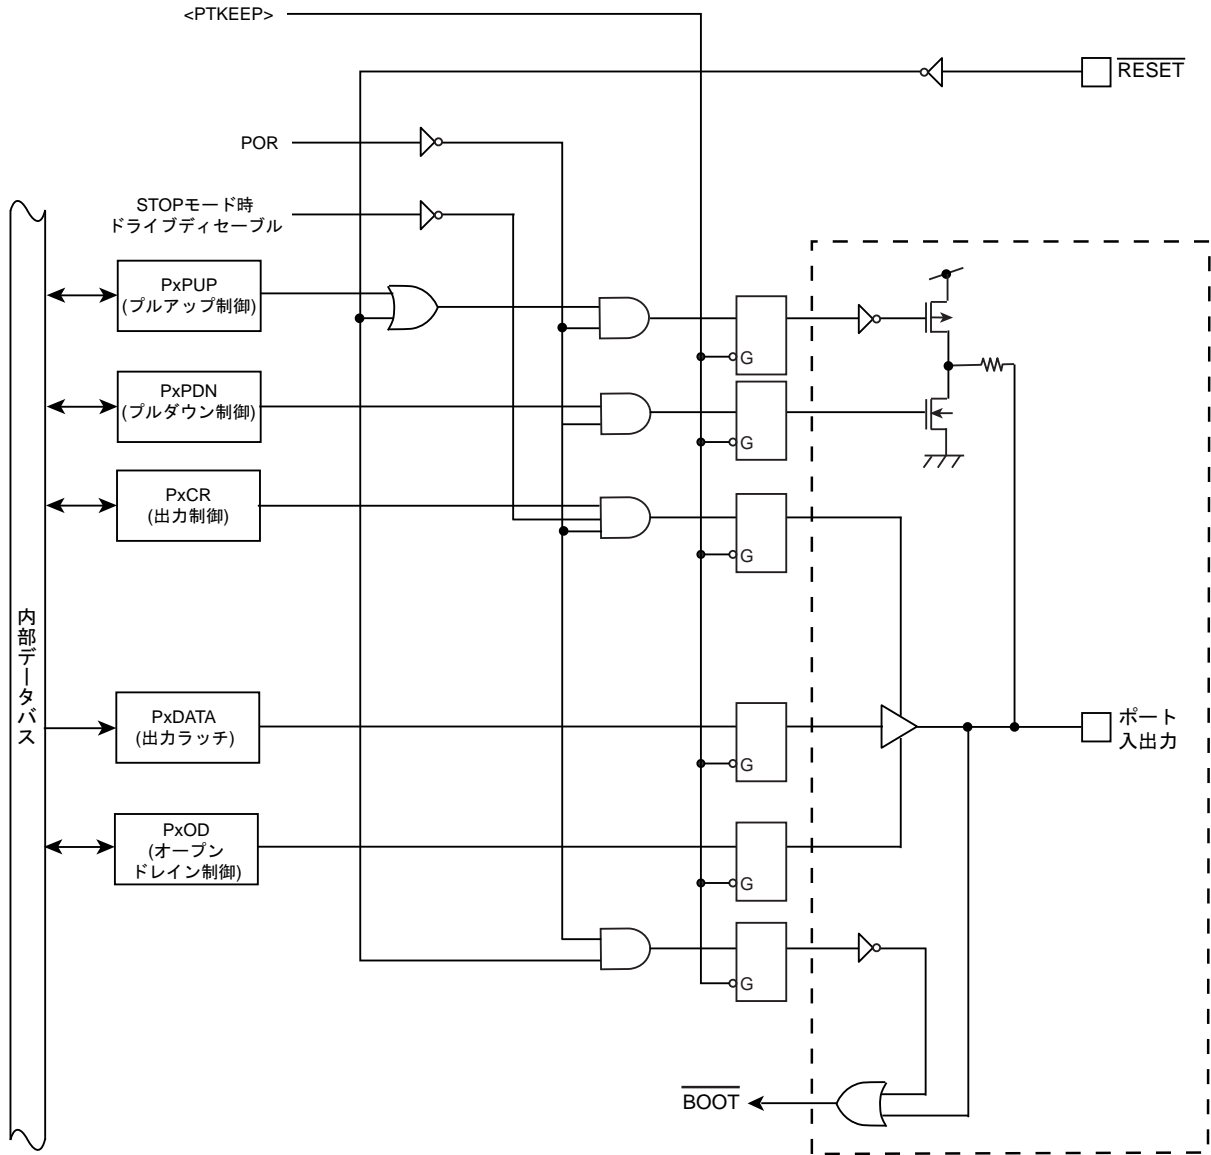 <PTKEEP>
RESET
POR
STOPモード時
ドライブディセーブル
PxPUP
(プルアップ制御)
G
PxPDN
(プルダウン制御)
G
PxCR
(出力制御)
G
内部データバス
PxDATA
(出力ラッチ)
G
ポート
入出力
PxOD
(オープン
ドレイン制御)
G
G
BOOT